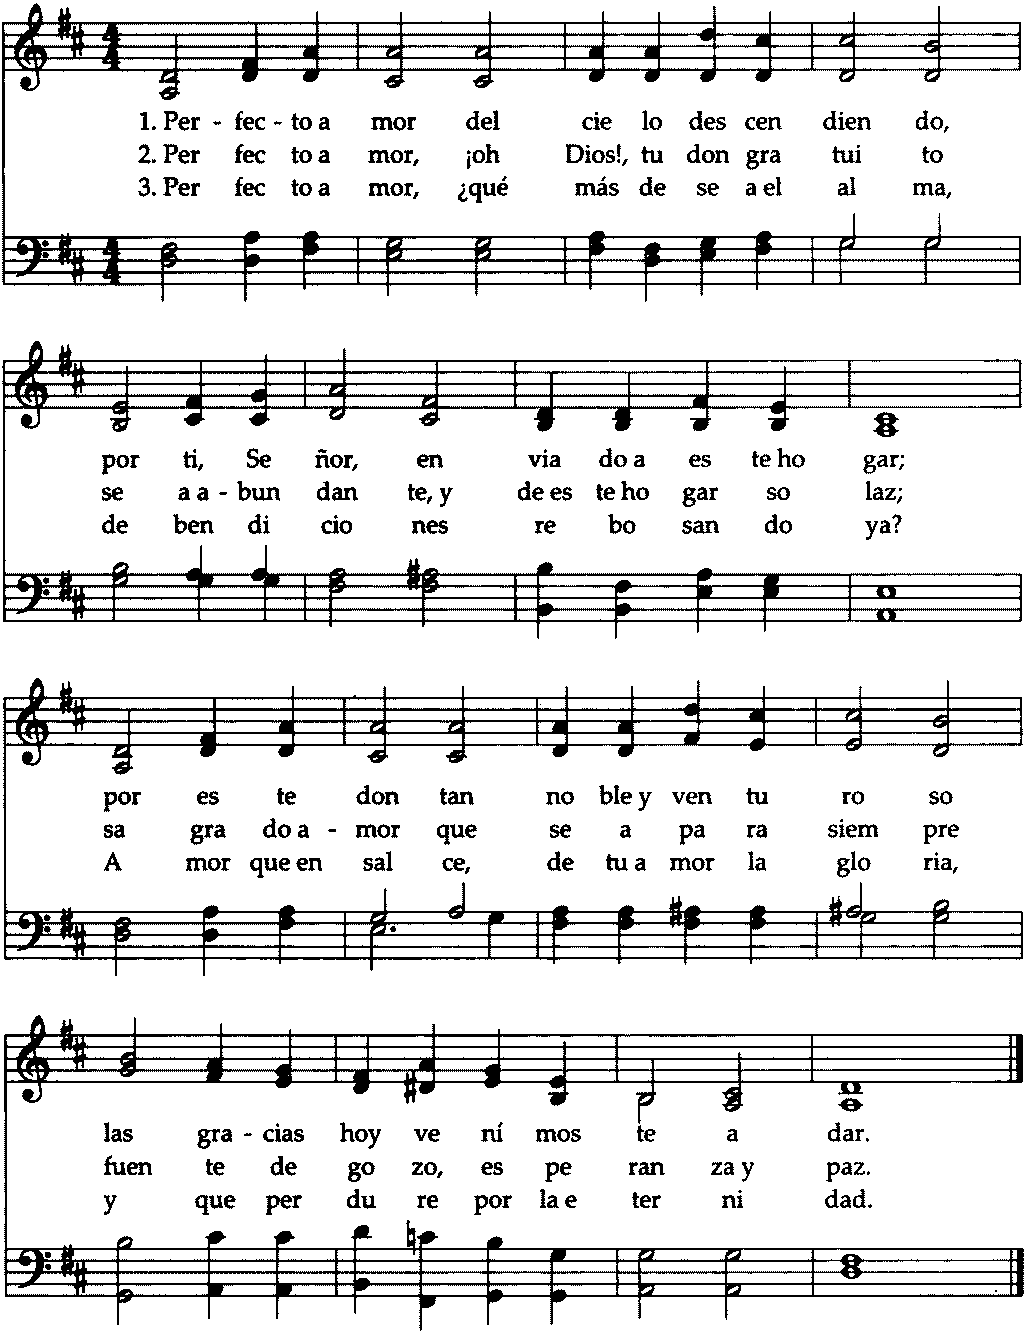 1. Per - fec - to a mor del cie lo des cen dien do,
2. Per fec to a mor, ¡oh Dios!, tu don gra tui to
3. Per fec to a mor, ¿qué más de se a el al ma,
por ti, Se ñor, en via do a es te ho gar;
se a a - bun dan te, y de es te ho gar so laz;
de ben di cio nes re bo san do ya?
por es te don tan no ble y ven tu ro so
sa gra do a - mor que se a pa ra siem pre
A mor que en sal ce, de tu a mor la glo ria,
las gra - cias hoy ve ní mos te a dar.
fuen te de go zo, es pe ran za y paz.
y que per du re por la e ter ni dad.